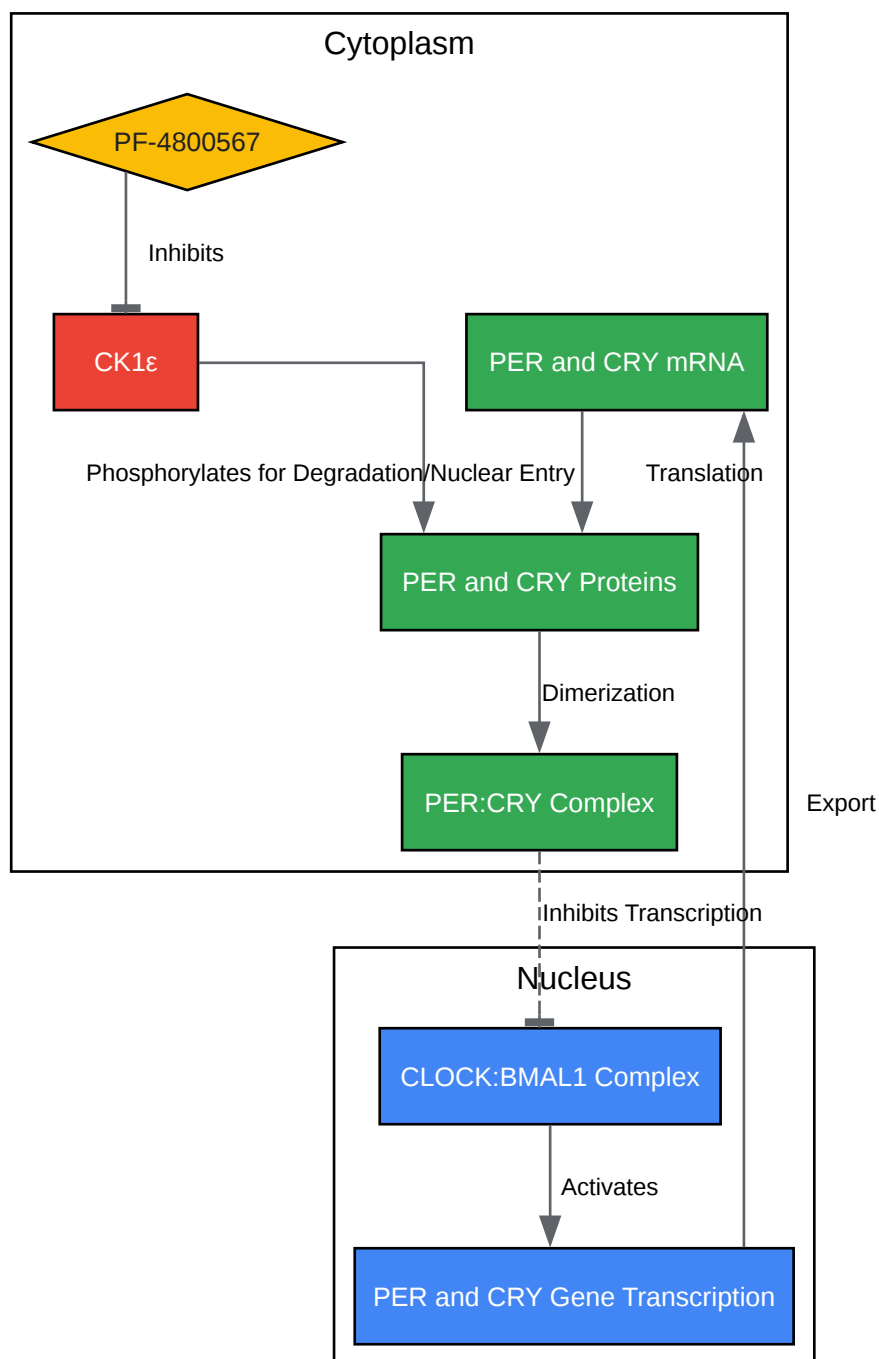 Cytoplasm
PF-4800567
Inhibits
CK1ε
PER and CRY mRNA
Phosphorylates for Degradation/Nuclear Entry
Translation
PER and CRY Proteins
Dimerization
PER:CRY Complex
Export
Inhibits Transcription
Nucleus
CLOCK:BMAL1 Complex
Activates
PER and CRY Gene Transcription